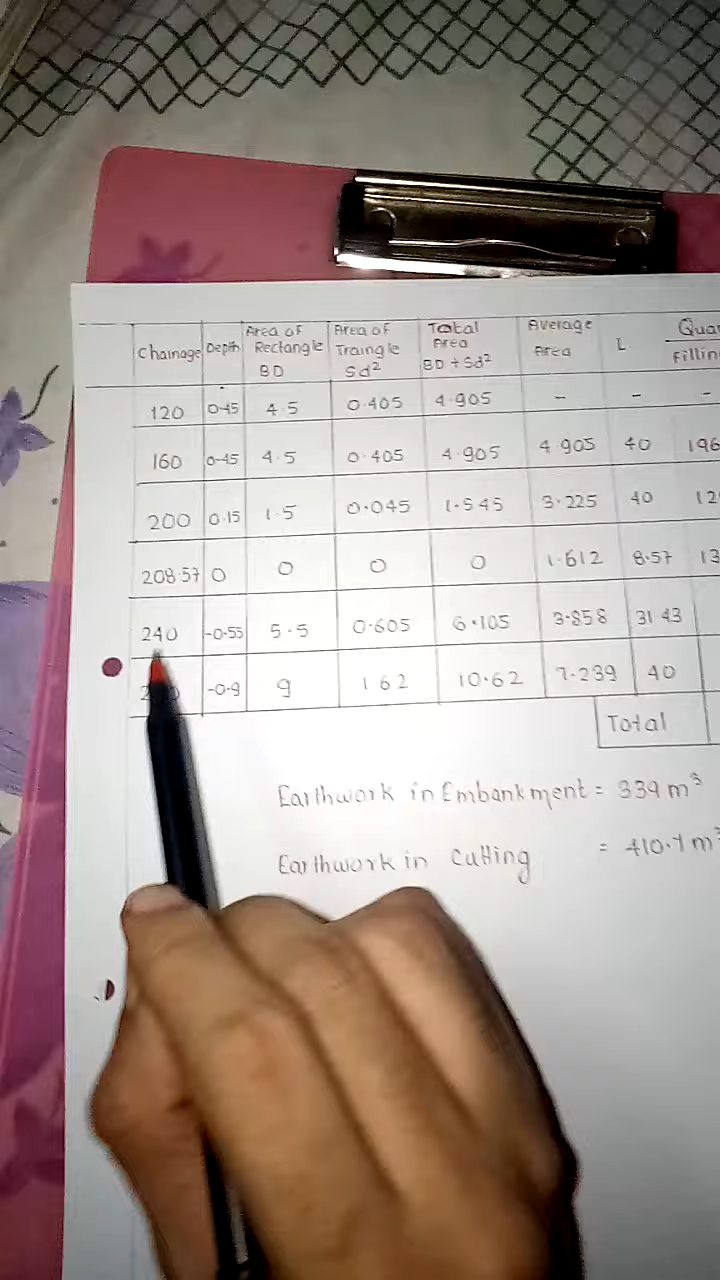 Chainage Depth Area of Rectangle BD Area of Traingle Sd² Total Area BD + Sd² Average Area L
120 0.45 4.5 0.405 4.905 - - -
160 0.45 4.5 0.405 4.905 4.905 40 196
200 0.15 1.5 0.045 1.545 3.225 40 12
208.57 0 0 0 0 1.612 8.57 13
240 -0.55 5.5 0.605 6.105 3.858 31.43
-0.9 9 1.62 10.62 7.239 40
Total
Earthwork in Embankment = 339 m³
Earthwork in Cutting = 410.1 m³